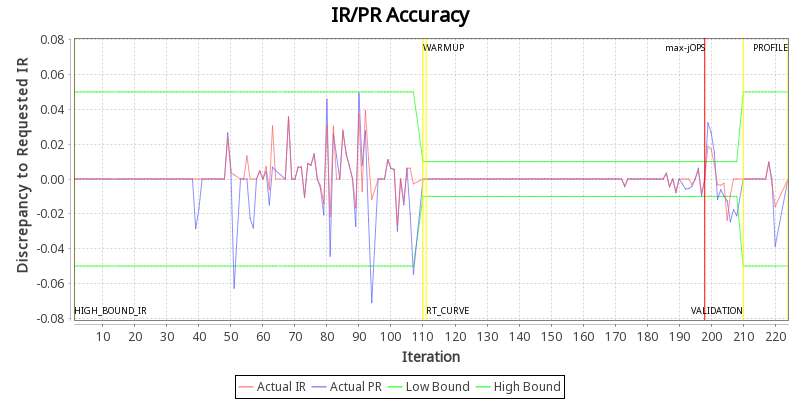 IR/PR Accuracy
Discrepancy to Requested IR
0.08
0.06
0.04
0.02
0.00
-0.02
-0.04
-0.06
-0.08
WARMUP
max-jOPS
PROFILE
HIGH_BOUND_IR
RT_CURVE
VALIDATION
10 20 30 40 50 60 70 80 90 100 110 120 130 140 150 160 170 180 190 200 210 220
Iteration
Actual IR Actual PR Low Bound High Bound